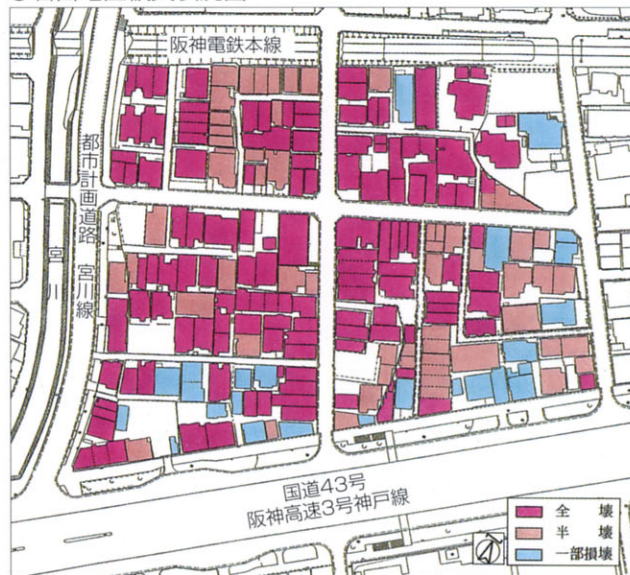 阪神電鉄本線
都市計画道路 宮川線
宮川
国道43号
阪神高速3号神戸線
全 壊
半 壊
一部損壊